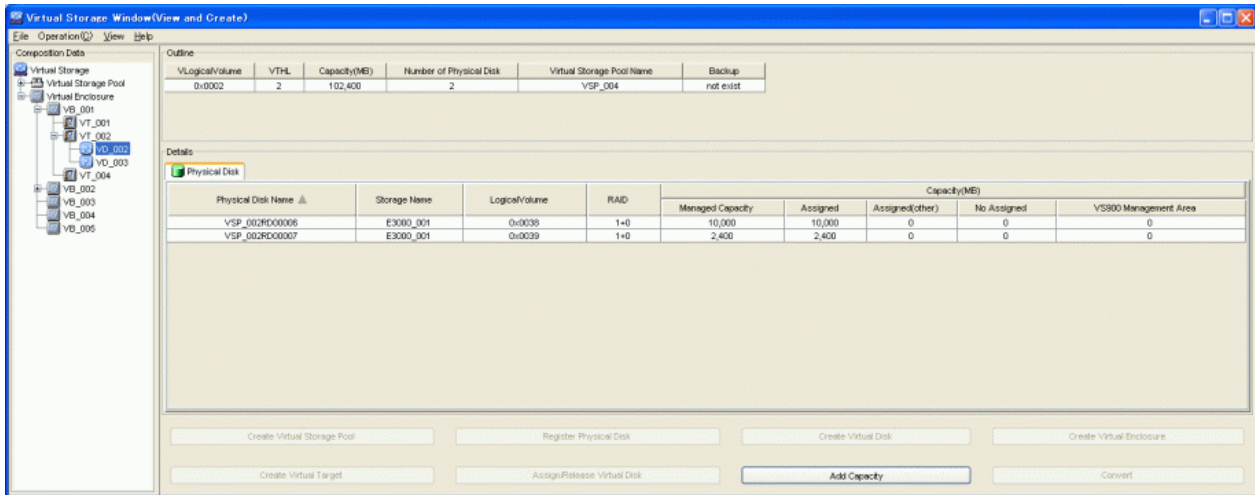 Virtual Storage Window(View and Create)
File Operation(O) View Help
Composition Data
Virtual Storage
Virtual Storage Pool
Virtual Enclosure
VB_001
VT_001
VT_002
VD_002
VD_003
VT_004
VB_002
VB_003
VB_004
VB_005
Outline
VLogicalVolume VTHL Capacity(MB) Number of Physical Disk Virtual Storage Pool Name Backup
0x0002 2 102,400 2 VSP_004 not exist
Details
Physical Disk
Capacity(MB)
Physical Disk Name Storage Name LogicalVolume RAID
Managed Capacity Assigned Assigned(other) No Assigned VS900 Management Area
VSP_002RD00006 E3000_001 0x0038 1+0 10,000 10,000 0 0 0
VSP_002RD00007 E3000_001 0x0039 1+0 2,400 2,400 0 0 0
Create Virtual Storage Pool Register Physical Disk Create Virtual Disk Create Virtual Enclosure
Create Virtual Target Assign/Release Virtual Disk Add Capacity Convert